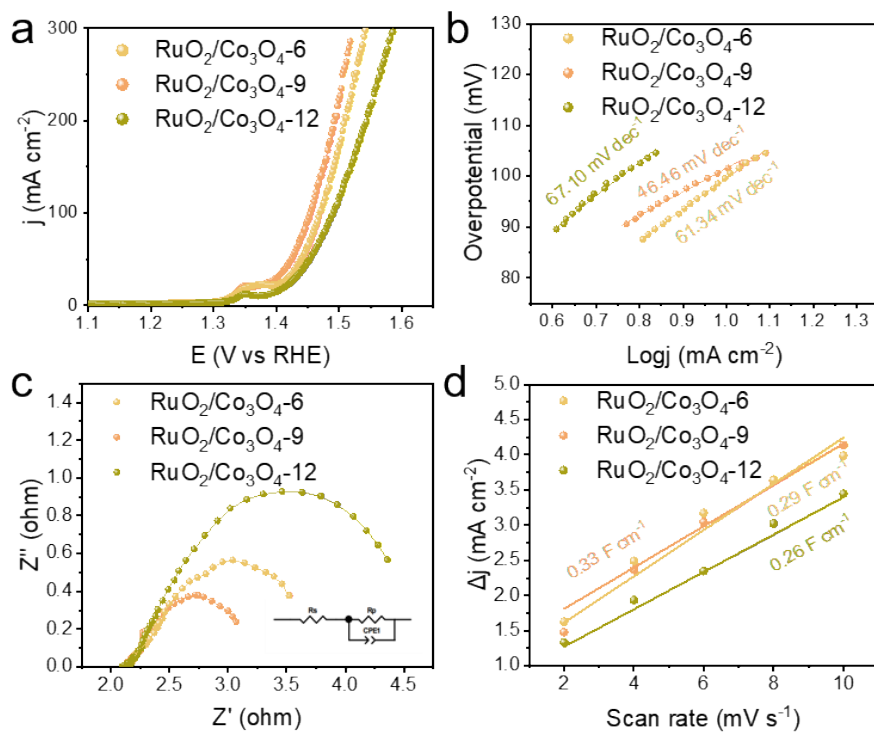 a
300
200
100
0
j (mA cm⁻²)
RuO₂/Co₃O₄-6
RuO₂/Co₃O₄-9
RuO₂/Co₃O₄-12
1.1 1.2 1.3 1.4 1.5 1.6
E (V vs RHE)
b
130
120
110
100
90
80
Overpotential (mV)
RuO₂/Co₃O₄-6
RuO₂/Co₃O₄-9
RuO₂/Co₃O₄-12
67.10 mV dec⁻¹
46.46 mV dec⁻¹
61.34 mV dec⁻¹
0.6 0.7 0.8 0.9 1.0 1.1 1.2 1.3
Logj (mA cm⁻²)
c
1.4
1.2
1.0
0.8
0.6
0.4
0.2
0.0
Z'' (ohm)
RuO₂/Co₃O₄-6
RuO₂/Co₃O₄-9
RuO₂/Co₃O₄-12
Rs Rp
CPE1
2.0 2.5 3.0 3.5 4.0 4.5
Z' (ohm)
d
5.0
4.5
4.0
3.5
3.0
2.5
2.0
1.5
1.0
Δj (mA cm⁻²)
RuO₂/Co₃O₄-6
RuO₂/Co₃O₄-9
RuO₂/Co₃O₄-12
0.33 F cm⁻¹
0.29 F cm⁻¹
0.26 F cm⁻¹
2 4 6 8 10
Scan rate (mV s⁻¹)